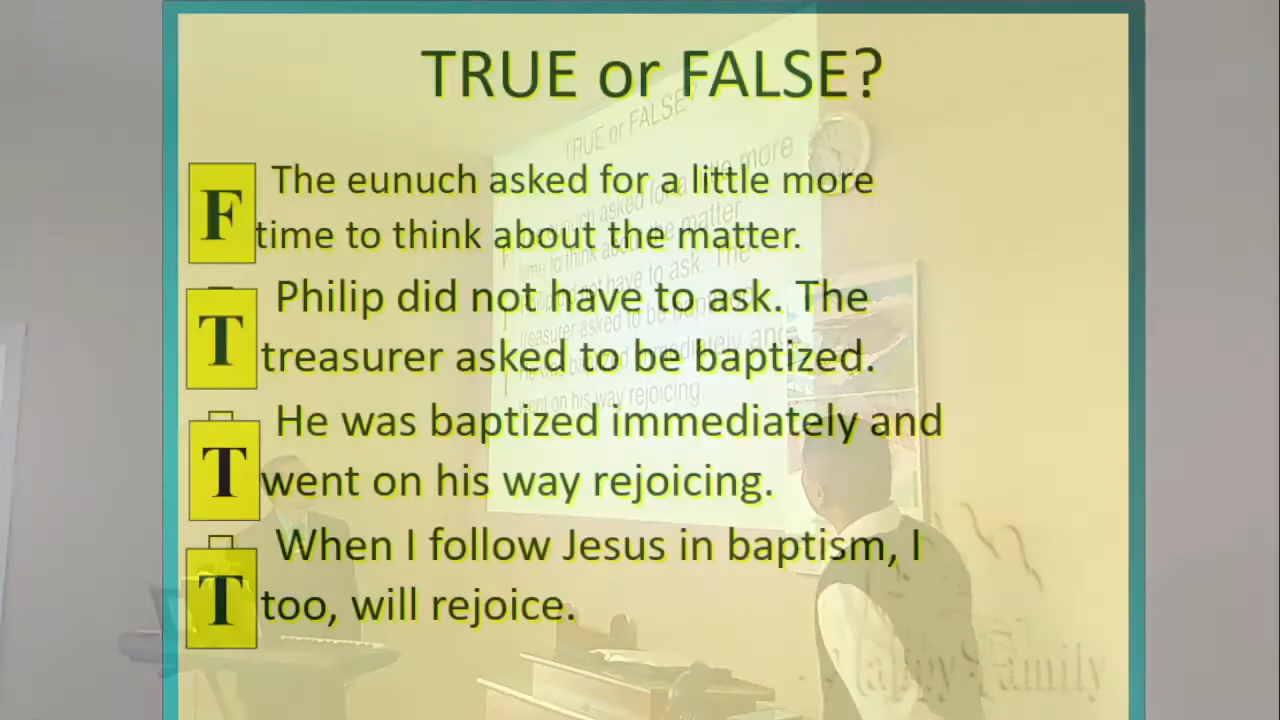 TRUE or FALSE?
F The eunuch asked for a little more
time to think about the matter.
T Philip did not have to ask. The
treasurer asked to be baptized.
T He was baptized immediately and
went on his way rejoicing.
T When I follow Jesus in baptism, I
too, will rejoice.
Happy Family